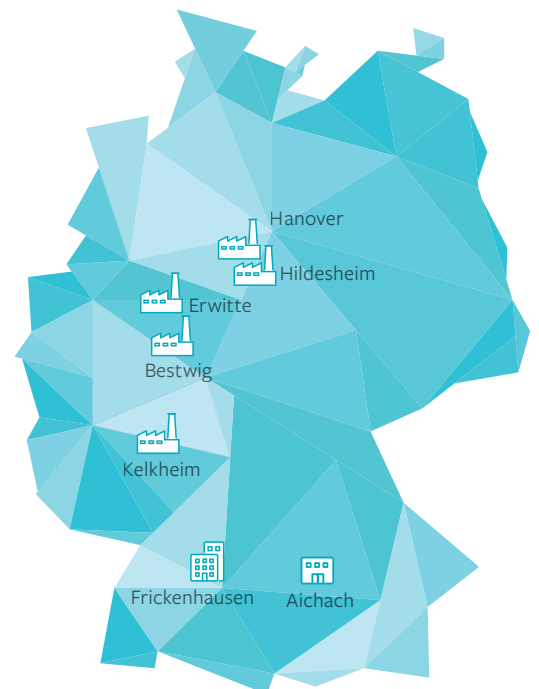 Hanover
Hildesheim
Erwitte
Bestwig
Kelkheim
Frickenhausen
Aichach